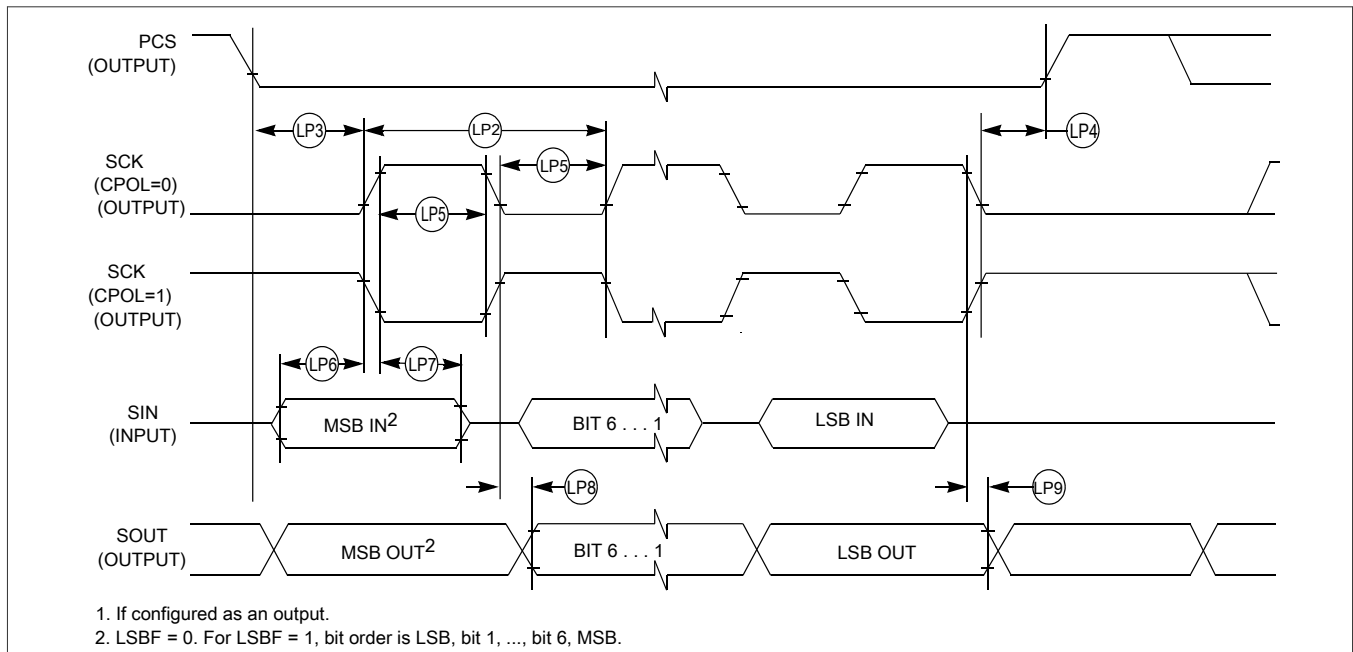 PCS
(OUTPUT)
LP3
LP2
LP4
SCK
(CPOL=0)
(OUTPUT)
LP5
LP5
SCK
(CPOL=1)
(OUTPUT)
LP6
LP7
SIN
(INPUT)
MSB IN2
BIT 6 . . . 1
LSB IN
LP8
LP9
SOUT
(OUTPUT)
MSB OUT2
BIT 6 . . . 1
LSB OUT
1. If configured as an output.
2. LSBF = 0. For LSBF = 1, bit order is LSB, bit 1, ..., bit 6, MSB.